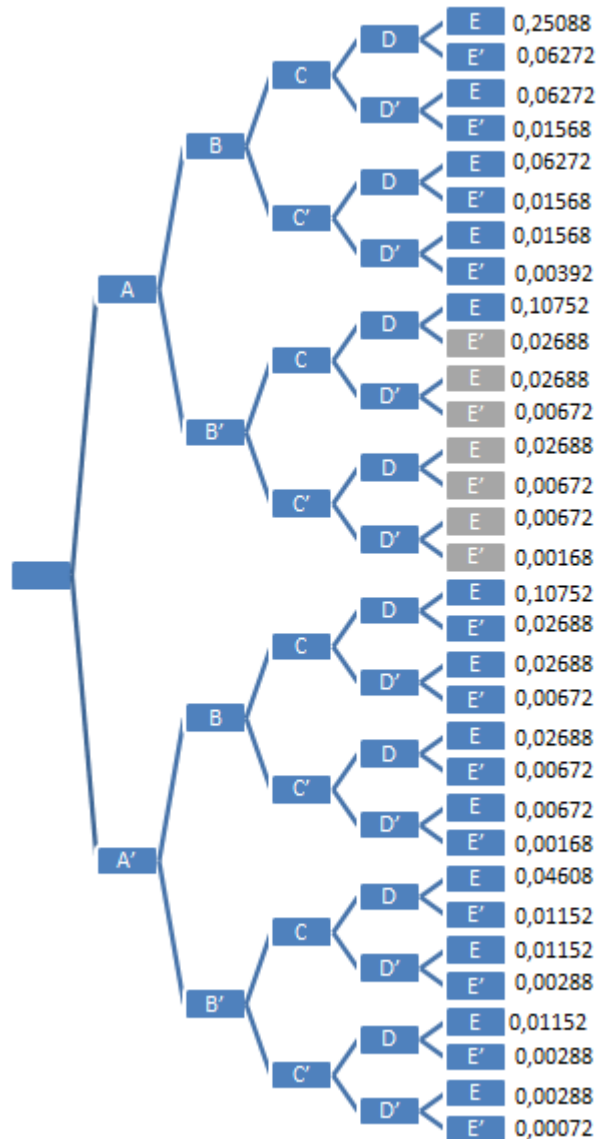 E 0,25088
D
E' 0,06272
C
E 0,06272
D'
E' 0,01568
B
E 0,06272
D
E' 0,01568
C'
E 0,01568
D'
E' 0,00392
A
E 0,10752
D
E' 0,02688
C
E 0,02688
D'
E' 0,00672
B'
E 0,02688
D
E' 0,00672
C'
E 0,00672
D'
E' 0,00168
E 0,10752
D
E' 0,02688
C
E 0,02688
D'
E' 0,00672
B
E 0,02688
D
E' 0,00672
C'
E 0,00672
D'
E' 0,00168
A'
E 0,04608
D
E' 0,01152
C
E 0,01152
D'
E' 0,00288
B'
E 0,01152
D
E' 0,00288
C'
E 0,00288
D'
E' 0,00072